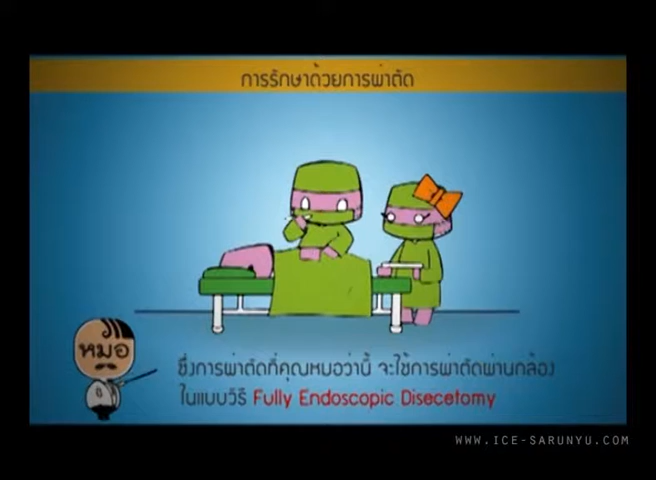 การรักษาด้วยการผ่าตัด
หมอ
ซึ่งการผ่าตัดที่คุณหมอว่านี้ จะใช้การผ่าตัดผ่านกล้อง
ในแบบวิธี Fully Endoscopic Disecetomy
WWW.ICE-SARUNYU.COM